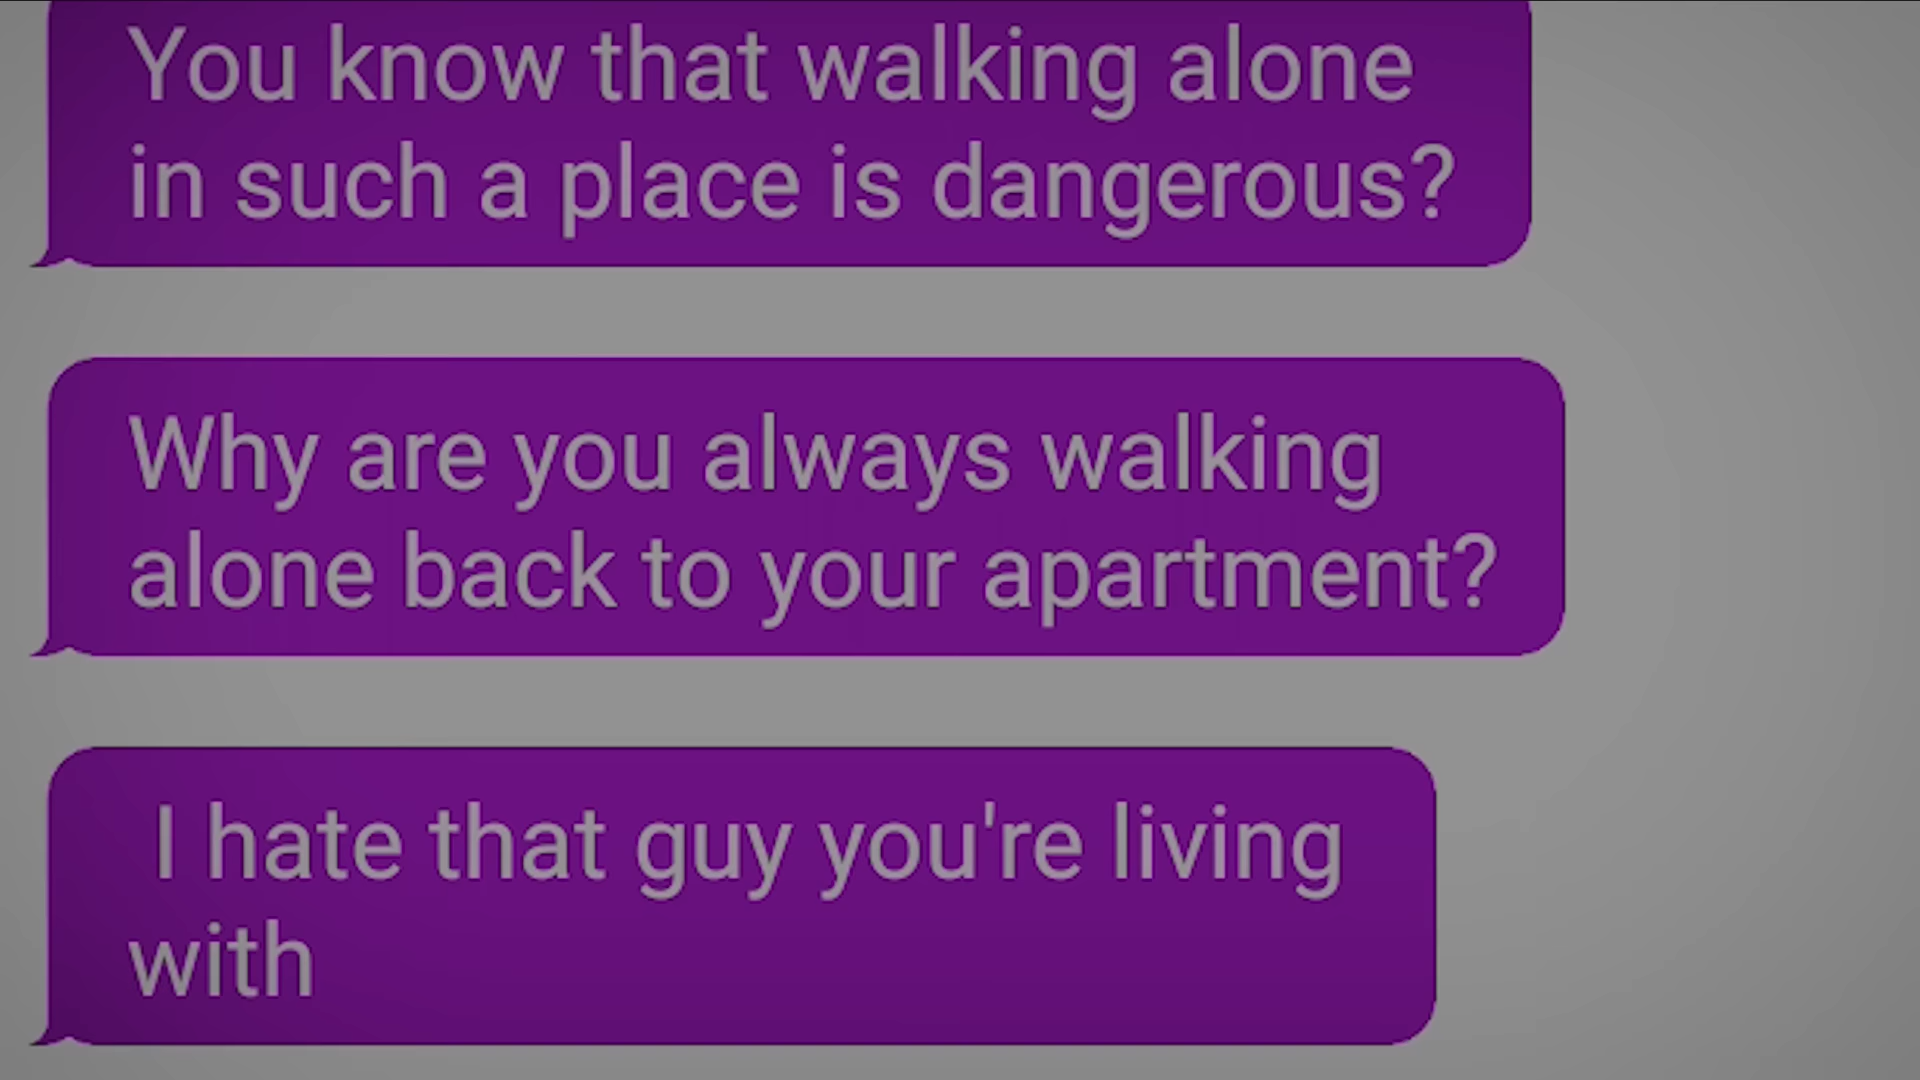 You know that walking alone
in such a place is dangerous?
Why are you always walking
alone back to your apartment?
I hate that guy you're living
with